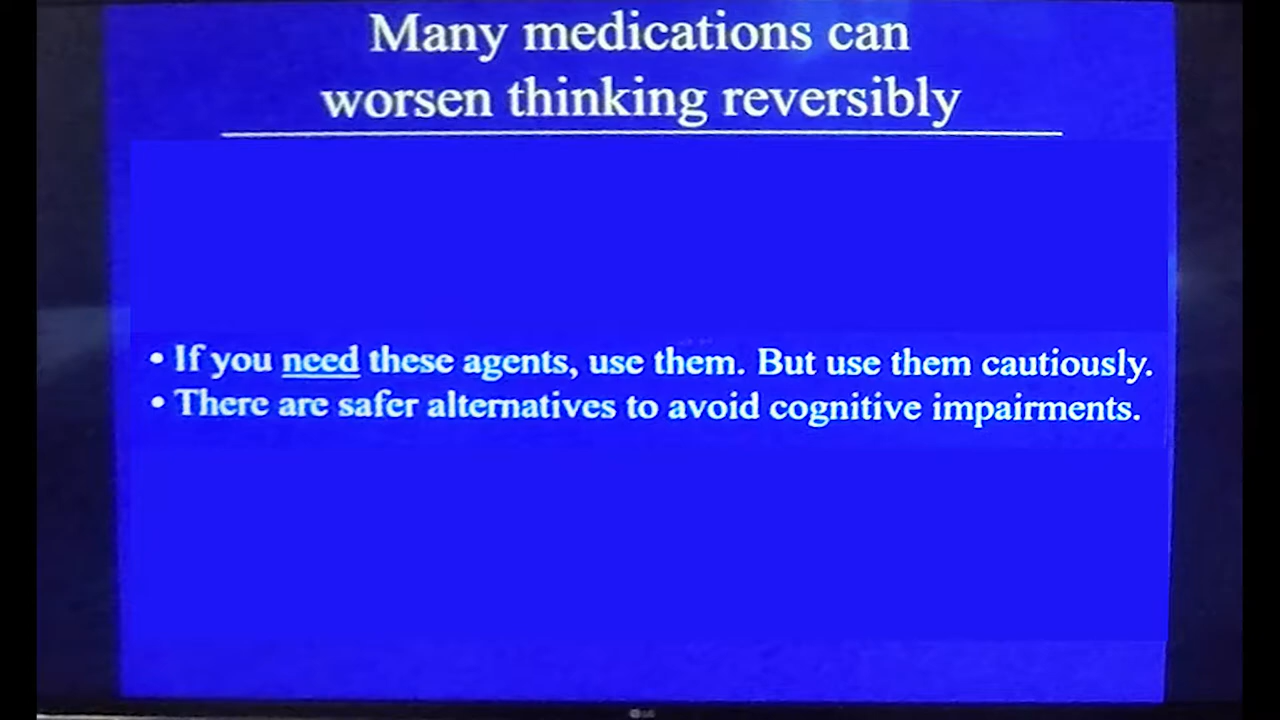 Many medications can
worsen thinking reversibly
• If you need these agents, use them. But use them cautiously.
• There are safer alternatives to avoid cognitive impairments.